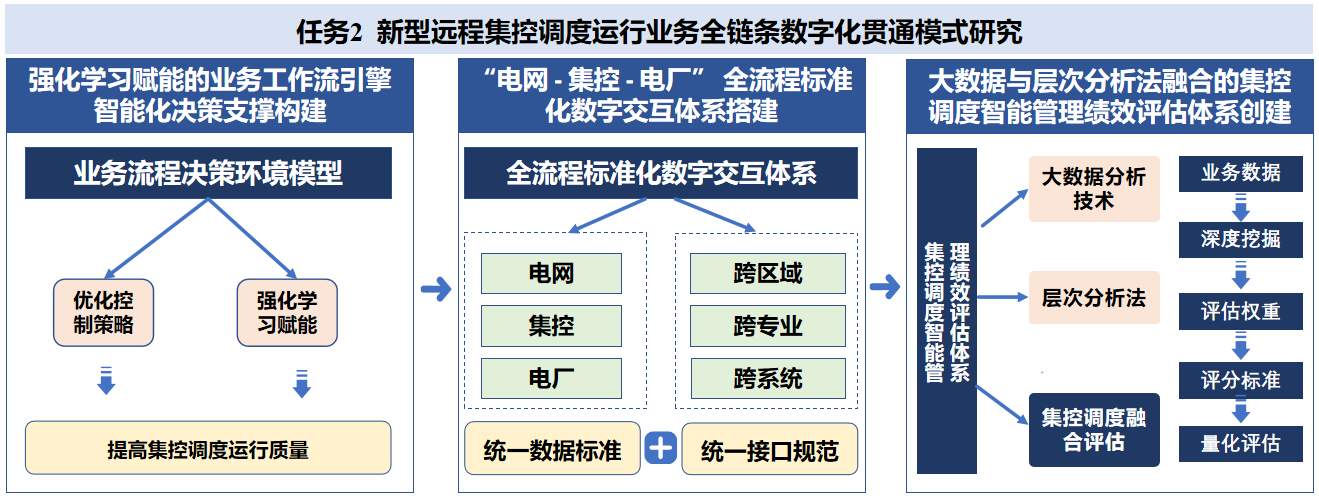 任务2 新型远程集控调度运行业务全链条数字化贯通模式研究
强化学习赋能的业务工作流引擎
智能化决策支撑构建
业务流程决策环境模型
优化控
制策略
强化学
习赋能
提高集控调度运行质量
“电网 - 集控 - 电厂” 全流程标准
化数字交互体系搭建
全流程标准化数字交互体系
电网
集控
电厂
跨区域
跨专业
跨系统
统一数据标准
统一接口规范
大数据与层次分析法融合的集控
调度智能管理绩效评估体系创建
集控调度智能管
理绩效评估体系
大数据分析
技术
层次分析法
集控调度融
合评估
业务数据
深度挖掘
评估权重
评分标准
量化评估